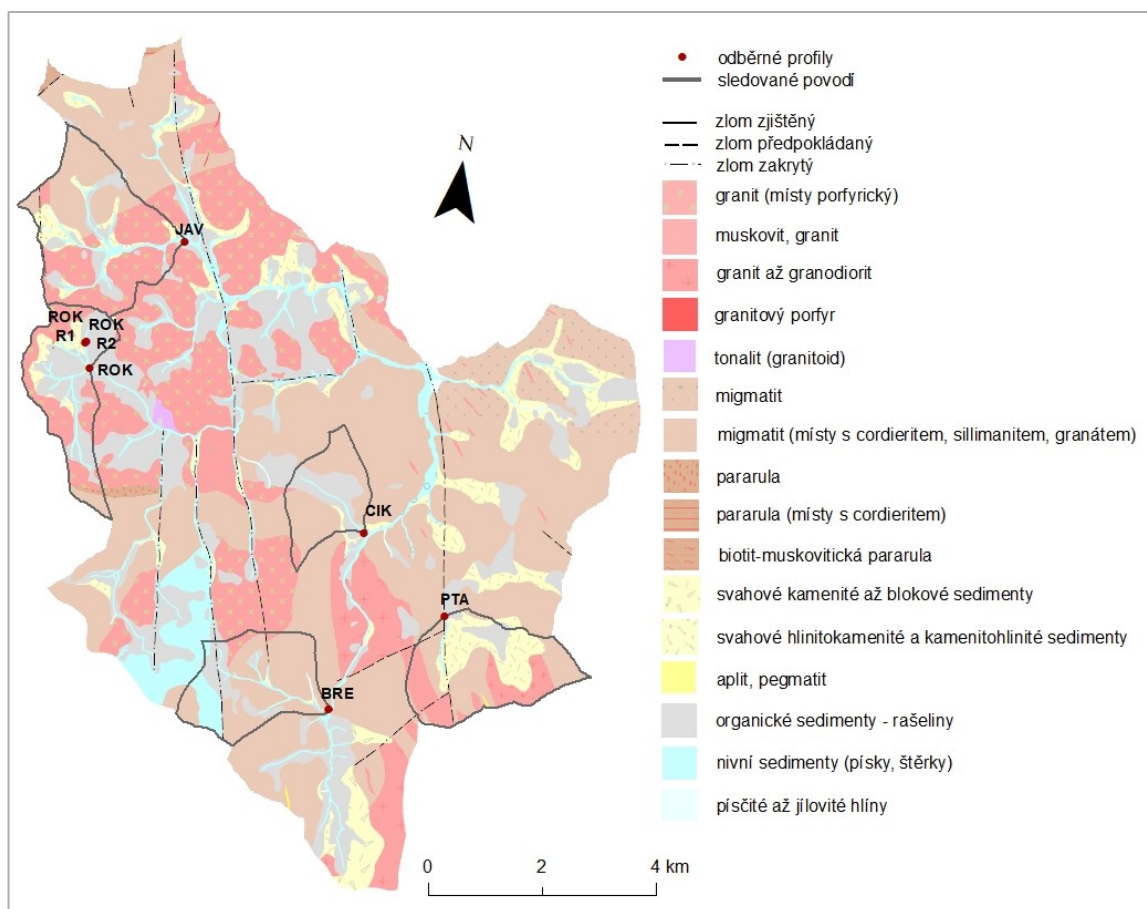 odběrné profily
sledované povodí
zlom zjištěný
zlom předpokládaný
zlom zakrytý
granit (místy porfyrický)
muskovit, granit
granit až granodiorit
granitový porfyr
tonalit (granitoid)
migmatit
migmatit (místy s cordieritem, sillimanitem, granátem)
pararula
pararula (místy s cordieritem)
biotit-muskovitická pararula
svahové kamenité až blokové sedimenty
svahové hlinitokamenité a kamenitohlinité sedimenty
aplit, pegmatit
organické sedimenty - rašeliny
nivní sedimenty (písky, štěrky)
písčité až jílovité hlíny
N
JAV
ROK
R1
ROK
R2
ROK
CIK
PTA
BRE
0 2 4 km